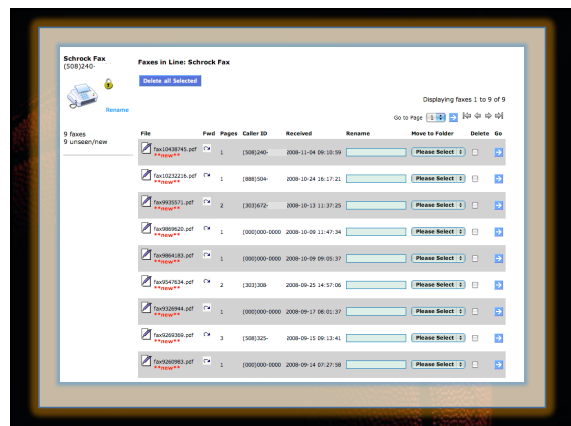 Schrock Fax
(508)240-
Rename
9 faxes
9 unseen/new
Faxes in Line: Schrock Fax
Delete all Selected
Displaying faxes 1 to 9 of 9
Go to Page 1
File Fwd Pages Caller ID Received Rename Move to Folder Delete Go
fax10438745.pdf 1 (508)240- 2008-11-04 09:10:59 Please Select
**new**
fax10232216.pdf 1 (888)504- 2008-10-24 16:17:21 Please Select
**new**
fax9935571.pdf 2 (303)672- 2008-10-13 11:37:25 Please Select
**new**
fax9869620.pdf 1 (000)000-0000 2008-10-09 11:47:34 Please Select
**new**
fax9864183.pdf 1 (000)000-0000 2008-10-09 09:05:37 Please Select
**new**
fax9547634.pdf 2 (303)308- 2008-09-25 14:57:06 Please Select
**new**
fax9326944.pdf 1 (000)000-0000 2008-09-17 08:01:37 Please Select
**new**
fax9269369.pdf 3 (508)325- 2008-09-15 09:13:41 Please Select
**new**
fax9260983.pdf 1 (000)000-0000 2008-09-14 07:27:58 Please Select
**new**